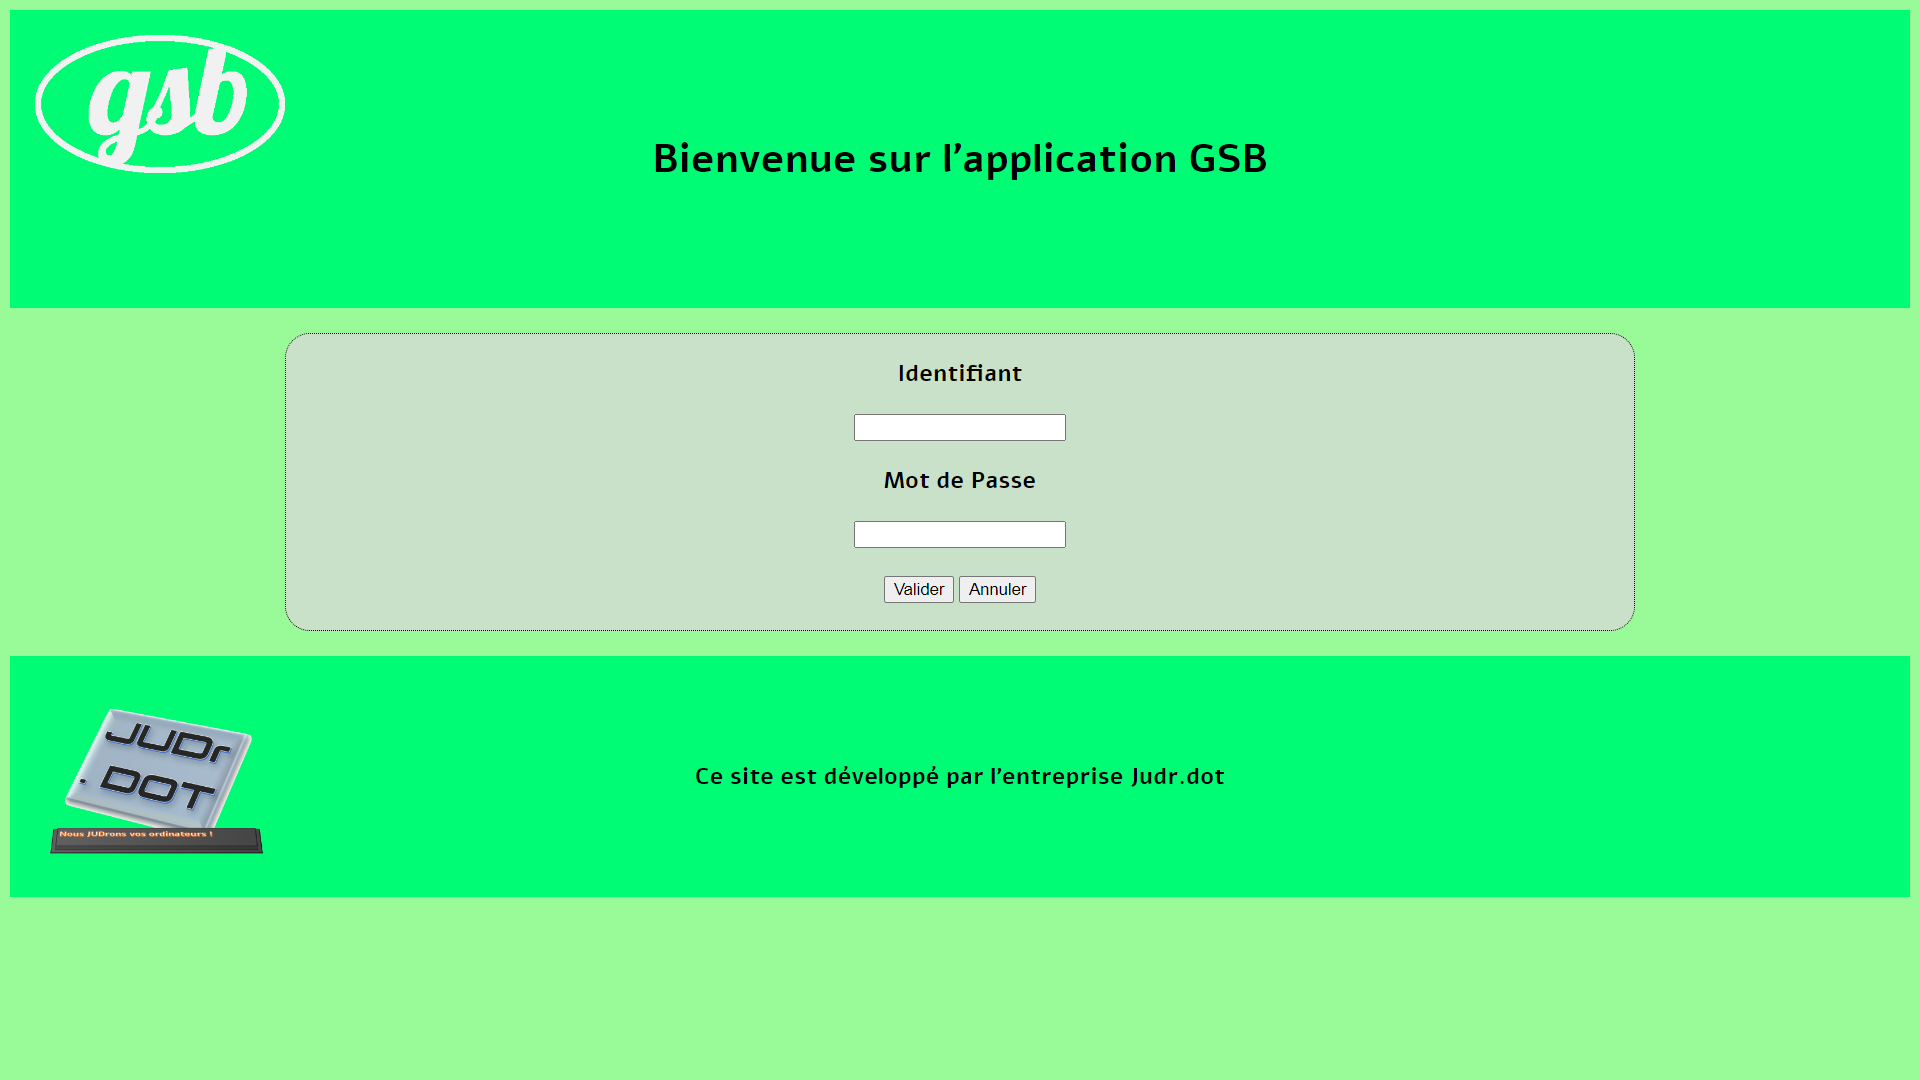 gsb
Bienvenue sur l'application GSB
Identifiant
Mot de Passe
Valider Annuler
JUDr
. DOT
Nous JUDrons vos ordinateurs !
Ce site est développé par l'entreprise Judr.dot